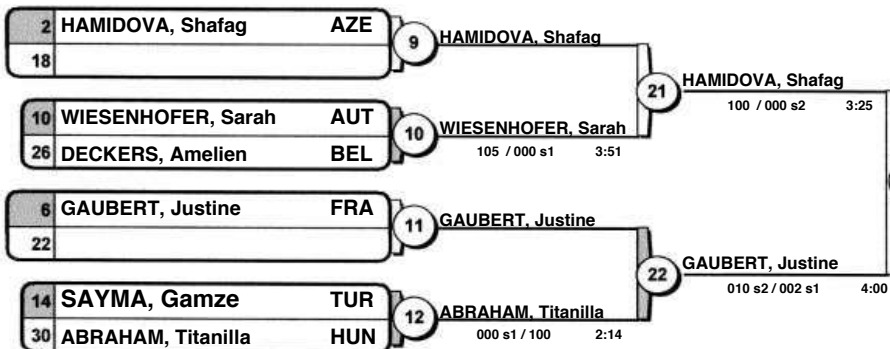 2 HAMIDOVA, Shafag AZE
18
9
HAMIDOVA, Shafag
10 WIESENHOFER, Sarah AUT
26 DECKERS, Amelien BEL
10
WIESENHOFER, Sarah
105 / 000 s1 3:51
21
HAMIDOVA, Shafag
100 / 000 s2 3:25
6 GAUBERT, Justine FRA
22
11
GAUBERT, Justine
14 SAYMA, Gamze TUR
30 ABRAHAM, Titanilla HUN
12
ABRAHAM, Titanilla
000 s1 / 100 2:14
22
GAUBERT, Justine
010 s2 / 002 s1 4:00